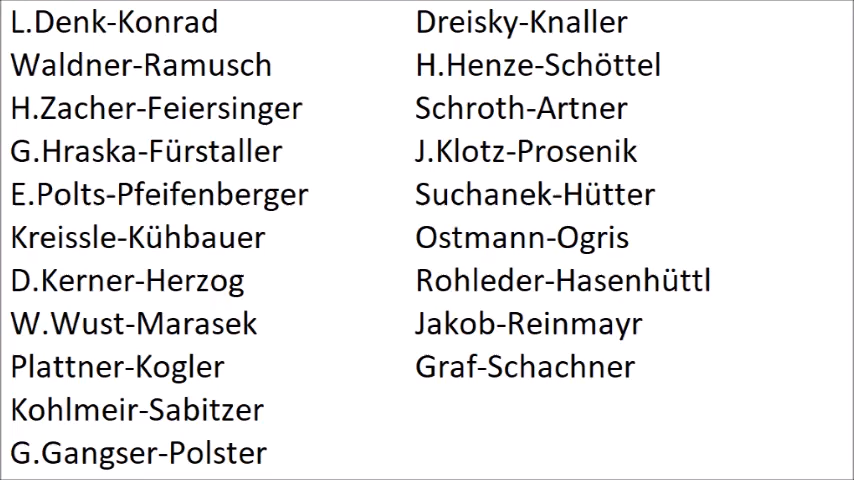 L.Denk-Konrad
Waldner-Ramusch
H.Zacher-Feiersinger
G.Hraska-Fürstaller
E.Polts-Pfeifenberger
Kreissle-Kühbauer
D.Kerner-Herzog
W.Wust-Marasek
Plattner-Kogler
Kohlmeir-Sabitzer
G.Gangser-Polster
Dreisky-Knaller
H.Henze-Schöttel
Schroth-Artner
J.Klotz-Prosenik
Suchanek-Hütter
Ostmann-Ogris
Rohleder-Hasenhüttl
Jakob-Reinmayr
Graf-Schachner